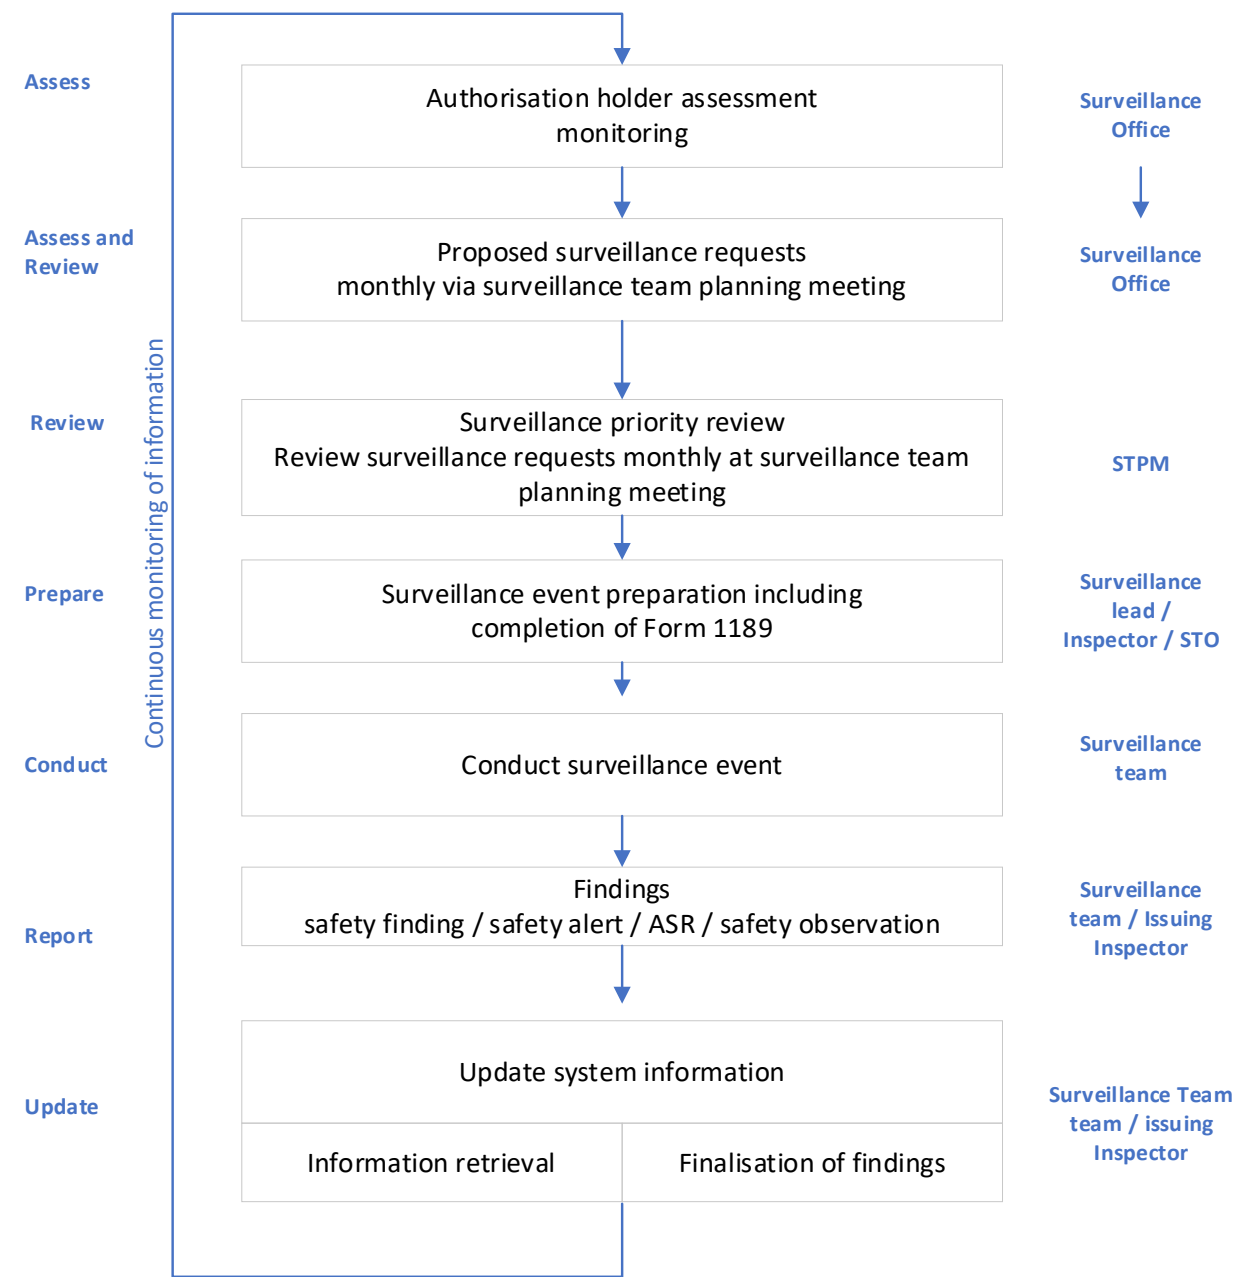 Assess
Authorisation holder assessment
monitoring
Surveillance
Office
Assess and
Review
Proposed surveillance requests
monthly via surveillance team planning meeting
Surveillance
Office
Continuous monitoring of information
Review
Surveillance priority review
Review surveillance requests monthly at surveillance team
planning meeting
STPM
Prepare
Surveillance event preparation including
completion of Form 1189
Surveillance
lead /
Inspector / STO
Conduct
Conduct surveillance event
Surveillance
team
Report
Findings
safety finding / safety alert / ASR / safety observation
Surveillance
team / Issuing
Inspector
Update
Update system information
Information retrieval
Finalisation of findings
Surveillance Team
team / issuing
Inspector